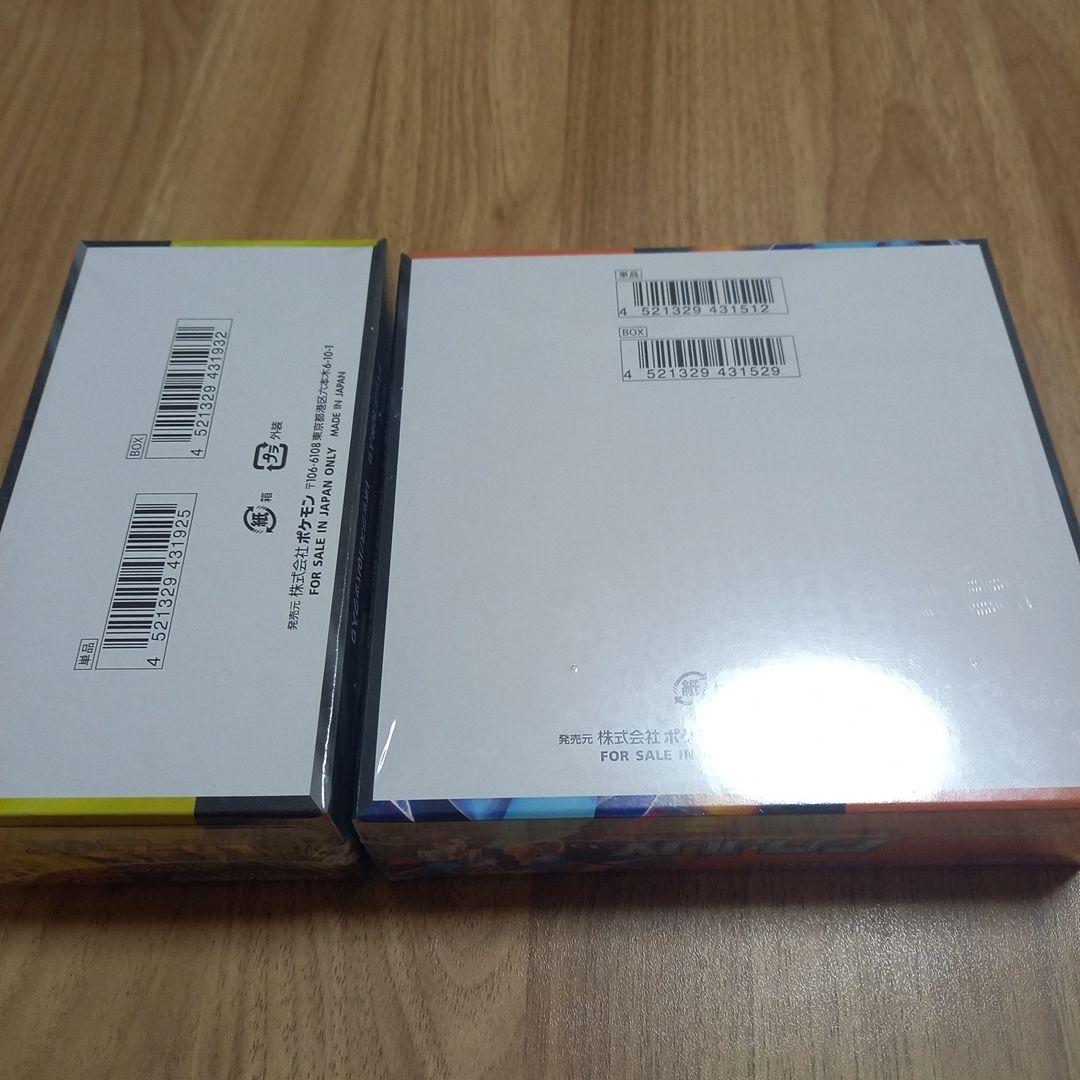 BOX
4 521329 431932
単品
4 521329 431925
プラ 外装
紙 箱
発売元 株式会社ポケモン 〒106-6108 東京都港区六本木6-10-1
FOR SALE IN JAPAN ONLY MADE IN JAPAN
単品
4 521329 431512
BOX
4 521329 431529
紙
発売元 株式会社ポケ
FOR SALE IN